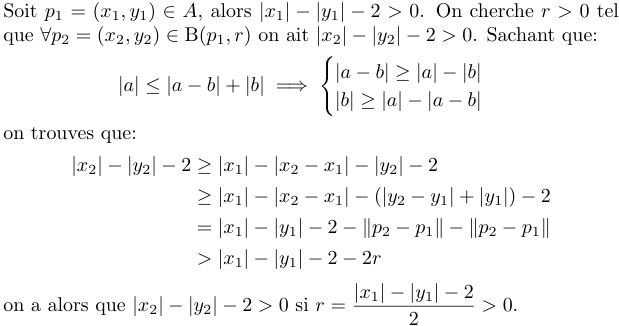 Soit p₁ = (x₁, y₁) ∈ A, alors |x₁| − |y₁| − 2 > 0. On cherche r > 0 tel
que ∀p₂ = (x₂, y₂) ∈ B(p₁, r) on ait |x₂| − |y₂| − 2 > 0. Sachant que:
|a| ≤ |a − b| + |b| ⟹ { |a − b| ≥ |a| − |b|
|b| ≥ |a| − |a − b|
on trouves que:
|x₂| − |y₂| − 2 ≥ |x₁| − |x₂ − x₁| − |y₂| − 2
≥ |x₁| − |x₂ − x₁| − (|y₂ − y₁| + |y₁|) − 2
= |x₁| − |y₁| − 2 − ‖p₂ − p₁‖ − ‖p₂ − p₁‖
> |x₁| − |y₁| − 2 − 2r
on a alors que |x₂| − |y₂| − 2 > 0 si r = (|x₁| − |y₁| − 2)/2 > 0.